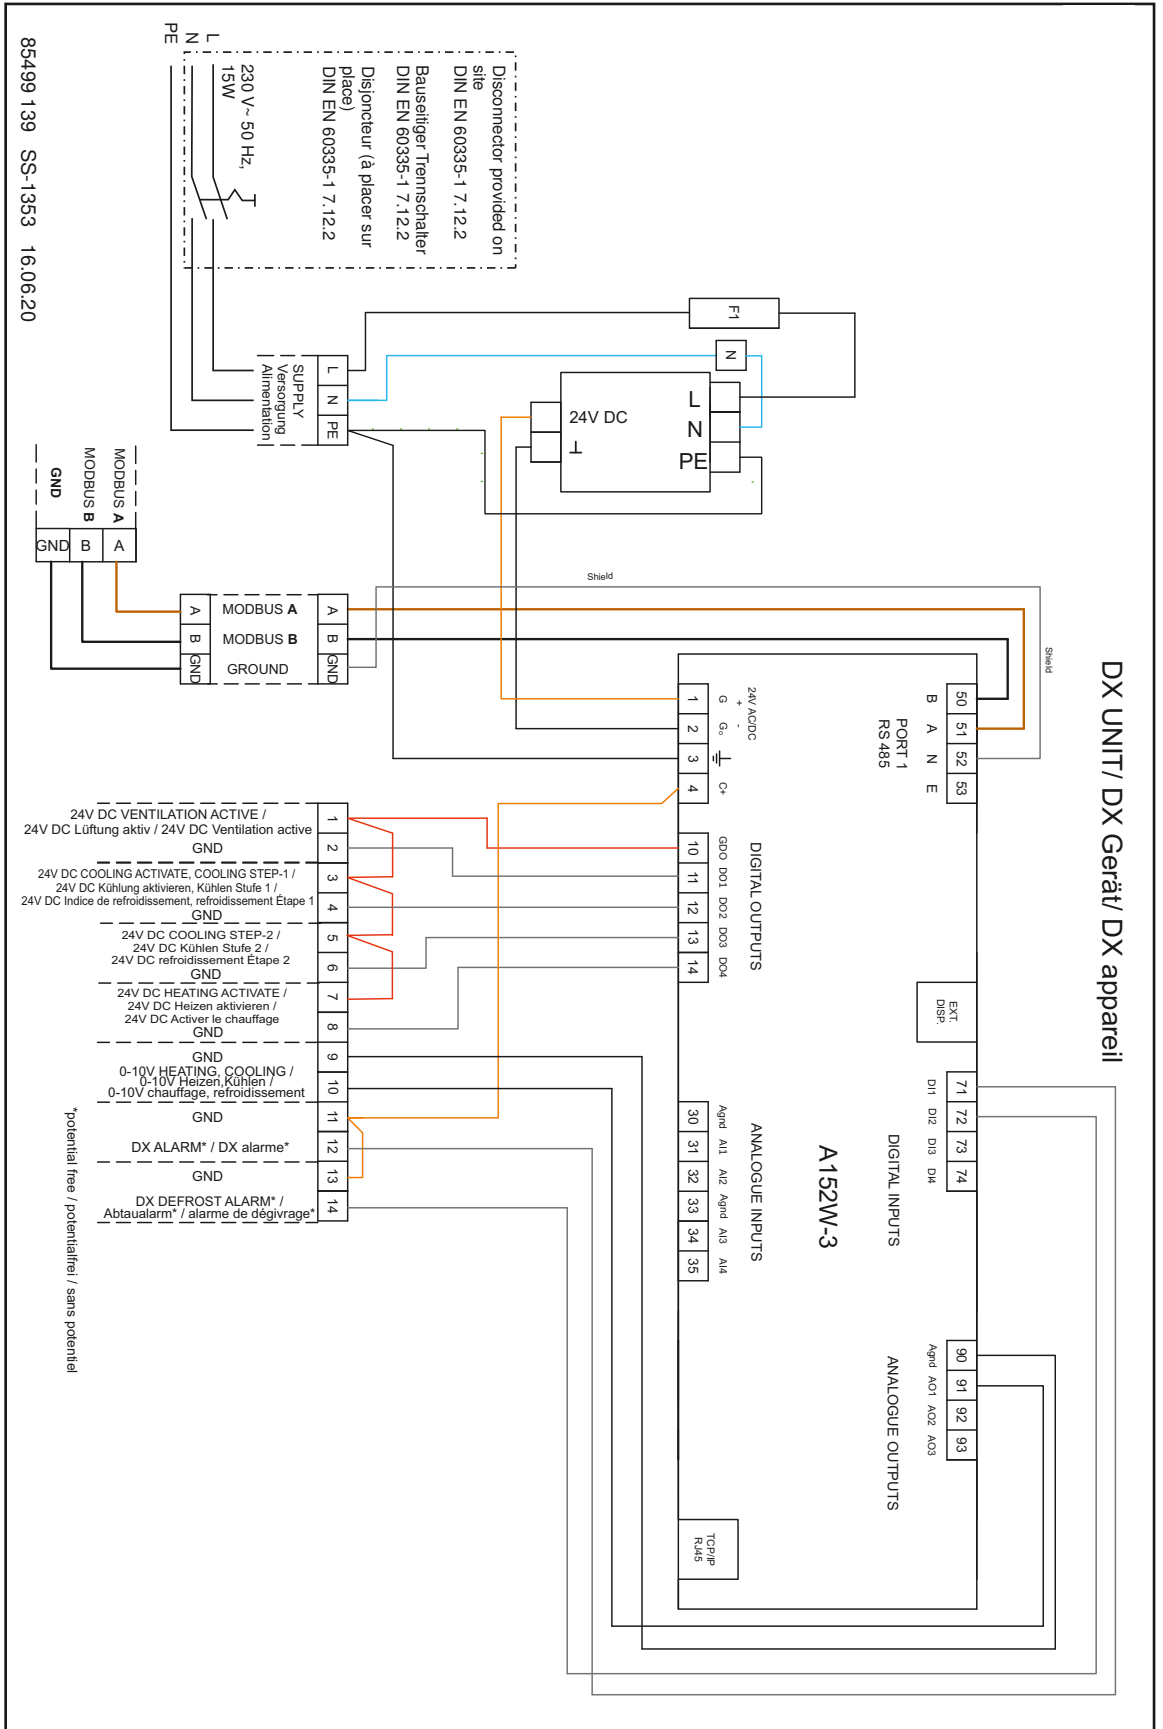 DX UNIT/ DX Gerät/ DX appareil
Disconnector provided on
site
DIN EN 60335-1 7.12.2
Bauseitiger Trennschalter
DIN EN 60335-1 7.12.2
Disjoncteur (à placer sur
place)
DIN EN 60335-1 7.12.2
230 V~ 50 Hz,
15W
L
N
PE
85499 139 SS-1353 16.06.20
SUPPLY
Versorgung
Alimentation
L
N
PE
F1
N
24V DC
⊥
L
N
PE
MODBUS A
MODBUS B
GND
A
B
GND
A
B
GND
MODBUS A
MODBUS B
GROUND
A
B
GND
Shield
Shield
50
51
52
53
B
A
N
E
PORT 1
RS 485
24V AC/DC
+
-
G
G₀
C+
1
2
3
4
DIGITAL OUTPUTS
GDO
DO1
DO2
DO3
DO4
10
11
12
13
14
EXT.
DISP.
71
72
73
74
DI1
DI2
DI3
DI4
DIGITAL INPUTS
A152W-3
ANALOGUE INPUTS
Agnd
AI1
AI2
Agnd
AI3
AI4
30
31
32
33
34
35
90
91
92
93
Agnd
AO1
AO2
AO3
ANALOGUE OUTPUTS
TCP/IP
RJ45
24V DC VENTILATION ACTIVE /
24V DC Lüftung aktiv / 24V DC Ventilation active
GND
24V DC COOLING ACTIVATE, COOLING STEP-1 /
24V DC Kühlung aktivieren, Kühlen Stufe 1 /
24V DC Indice de refroidissement, refroidissement Étape 1
GND
24V DC COOLING STEP-2 /
24V DC Kühlen Stufe 2 /
24V DC refroidissement Étape 2
GND
24V DC HEATING ACTIVATE /
24V DC Heizen aktivieren /
24V DC Activer le chauffage
GND
GND
0-10V HEATING, COOLING /
0-10V Heizen,Kühlen /
0-10V chauffage, refroidissement
GND
DX ALARM* / DX alarme*
GND
DX DEFROST ALARM* /
Abtaualarm* / alarme de dégivrage*
1
2
3
4
5
6
7
8
9
10
11
12
13
14
*potential free / potentialfrei / sans potentiel